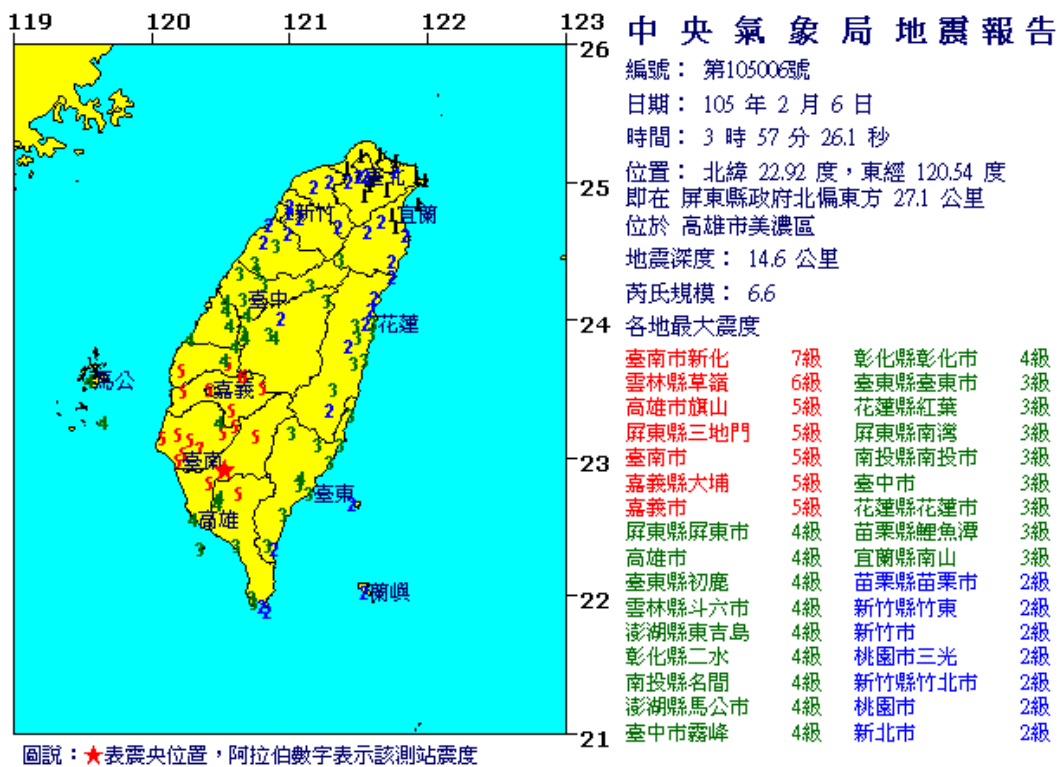 119 120 121 122 123
26
25
24
23
22
21
臺北
新竹
宜蘭
臺中
花蓮
馬公
嘉義
臺南
臺東
高雄
蘭嶼
圖說：★表震央位置，阿拉伯數字表示該測站震度
中央氣象局地震報告
編號： 第105006號
日期： 105 年 2 月 6 日
時間： 3 時 57 分 26.1 秒
位置： 北緯 22.92 度，東經 120.54 度
即在 屏東縣政府北偏東方 27.1 公里
位於 高雄市美濃區
地震深度： 14.6 公里
芮氏規模： 6.6
各地最大震度
臺南市新化 7級 彰化縣彰化市 4級
雲林縣草嶺 6級 臺東縣臺東市 3級
高雄市旗山 5級 花蓮縣紅葉 3級
屏東縣三地門 5級 屏東縣南灣 3級
臺南市 5級 南投縣南投市 3級
嘉義縣大埔 5級 臺中市 3級
嘉義市 5級 花蓮縣花蓮市 3級
屏東縣屏東市 4級 苗栗縣鯉魚潭 3級
高雄市 4級 宜蘭縣南山 3級
臺東縣初鹿 4級 苗栗縣苗栗市 2級
雲林縣斗六市 4級 新竹縣竹東 2級
澎湖縣東吉島 4級 新竹市 2級
彰化縣二水 4級 桃園市三光 2級
南投縣名間 4級 新竹縣竹北市 2級
澎湖縣馬公市 4級 桃園市 2級
臺中市霧峰 4級 新北市 2級